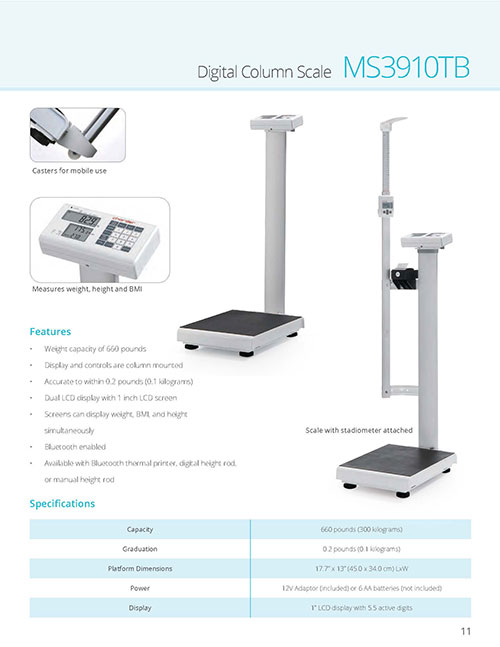 Digital Column Scale MS3910TB
Casters for mobile use
charder
Measures weight, height and BMI
Features
• Weight capacity of 660 pounds
• Display and controls are column mounted
• Accurate to within 0.2 pounds (0.1 kilograms)
• Duall LCD display with 1 inch LCD screen
• Screens can display weight, BMI, and height
simultaneously
• Bluetooth enabled
• Available with Bluetooth thermal printer, digital height rod,
or manual height rod
Scale with stadiometer attached
Specifications
Capacity 660 pounds (300 kilograms)
Graduation 0.2 pounds (0.1 kilograms)
Platform Dimensions 17.7" x 13" (45.0 x 34.0 cm) LxW
Power 12V Adaptor (included) or 6 AA batteries (not included)
Display 1" LCD display with 5.5 active digits
11